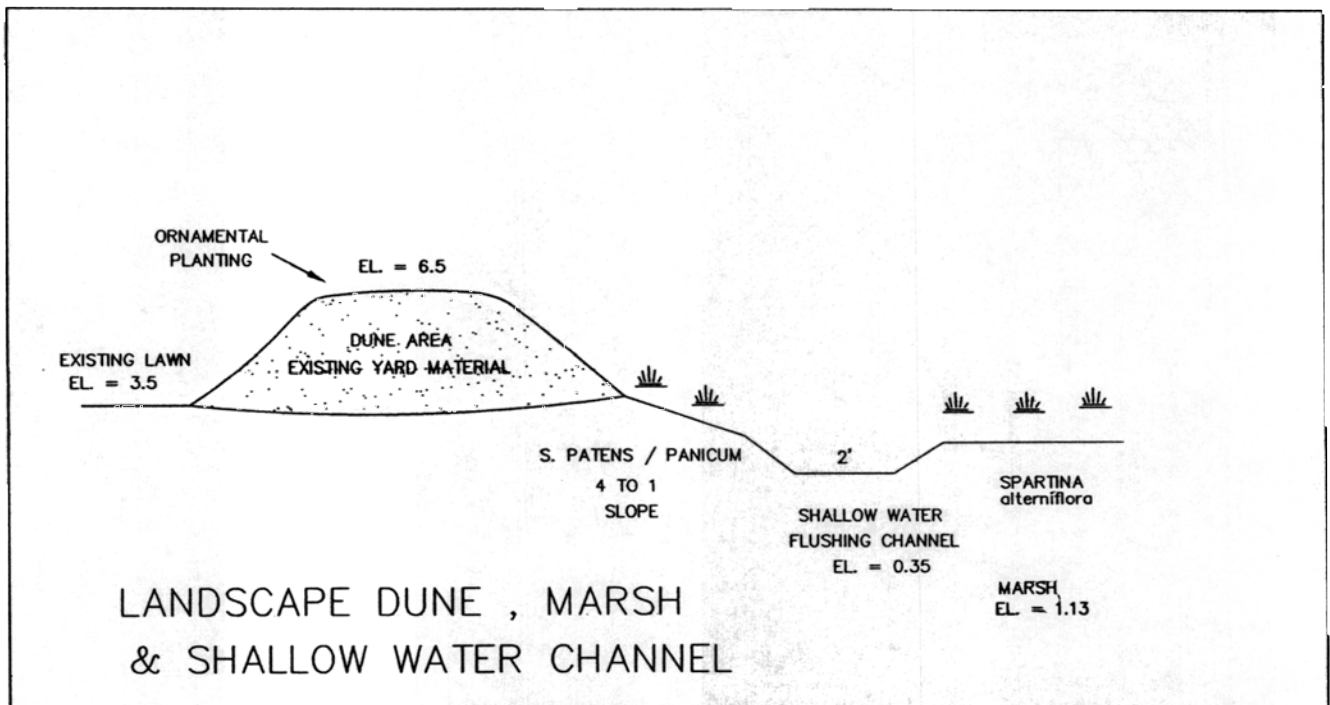 ORNAMENTAL
PLANTING
EL. = 6.5
DUNE AREA
EXISTING YARD MATERIAL
EXISTING LAWN
EL. = 3.5
S. PATENS / PANICUM
4 TO 1
SLOPE
2'
SHALLOW WATER
FLUSHING CHANNEL
EL. = 0.35
SPARTINA
alterniflora
MARSH
EL = 1.13
LANDSCAPE DUNE , MARSH
& SHALLOW WATER CHANNEL